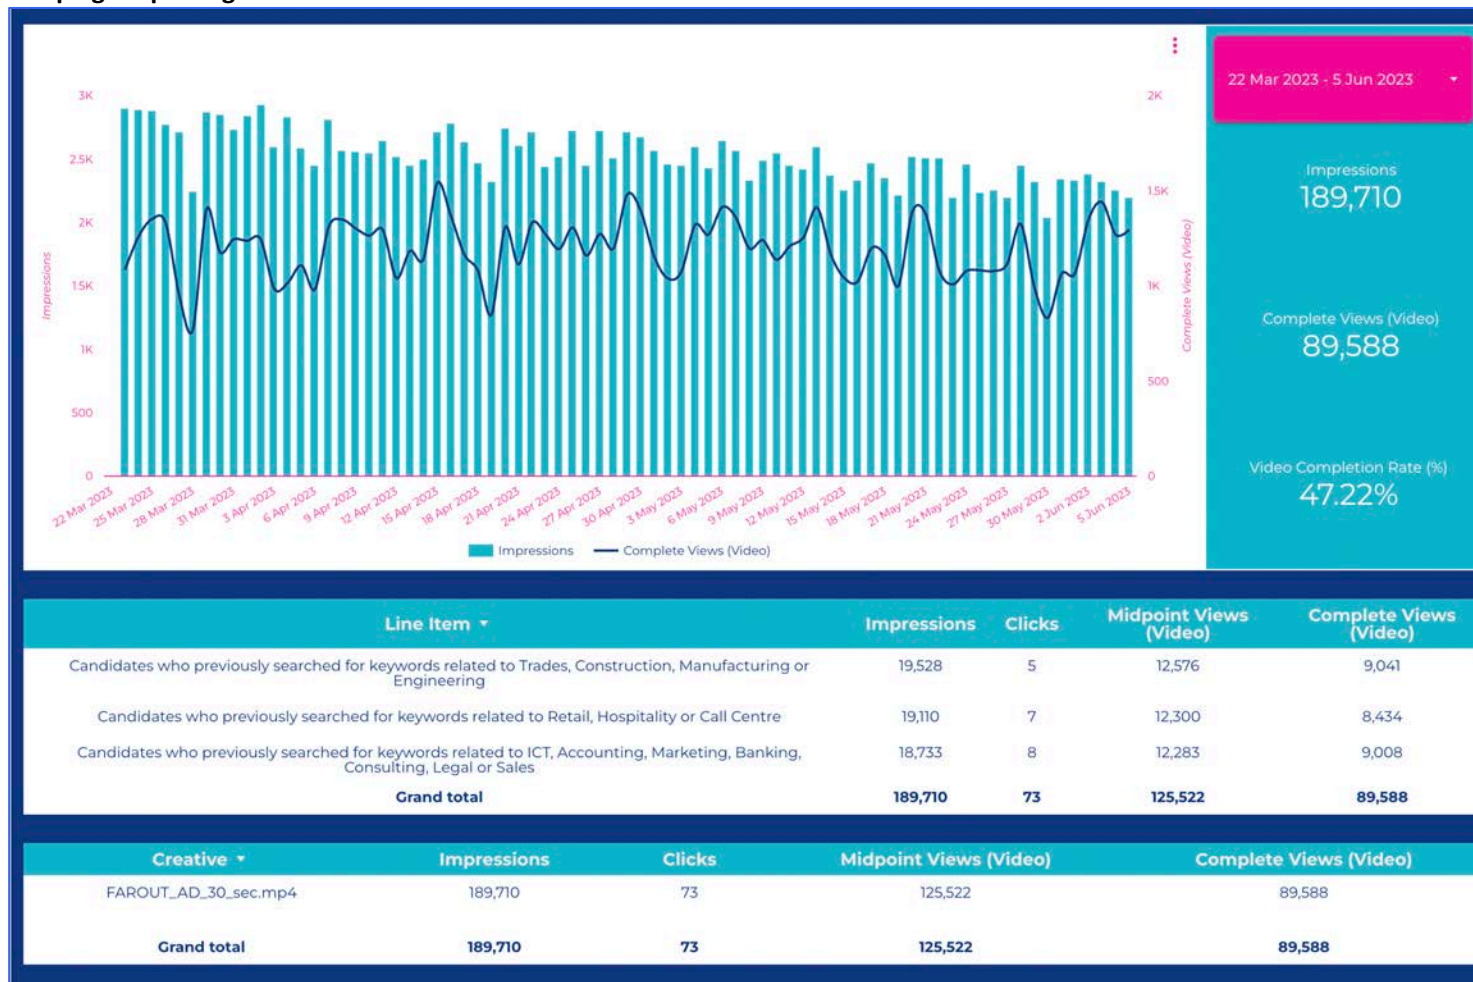 22 Mar 2023 - 5 Jun 2023
3K
2.5K
2K
1.5K
1K
500
0
Impressions
2K
1.5K
1K
500
0
Complete Views (Video)
22 Mar 2023
25 Mar 2023
28 Mar 2023
31 Mar 2023
3 Apr 2023
6 Apr 2023
9 Apr 2023
12 Apr 2023
15 Apr 2023
18 Apr 2023
21 Apr 2023
24 Apr 2023
27 Apr 2023
30 Apr 2023
3 May 2023
6 May 2023
9 May 2023
12 May 2023
15 May 2023
18 May 2023
21 May 2023
24 May 2023
27 May 2023
30 May 2023
2 Jun 2023
5 Jun 2023
Impressions Complete Views (Video)
Impressions
189,710
Complete Views (Video)
89,588
Video Completion Rate (%)
47.22%
Line Item Impressions Clicks Midpoint Views (Video) Complete Views (Video)
Candidates who previously searched for keywords related to Trades, Construction, Manufacturing or
Engineering 19,528 5 12,576 9,041
Candidates who previously searched for keywords related to Retail, Hospitality or Call Centre 19,110 7 12,300 8,434
Candidates who previously searched for keywords related to ICT, Accounting, Marketing, Banking,
Consulting, Legal or Sales 18,733 8 12,283 9,008
Grand total 189,710 73 125,522 89,588
Creative Impressions Clicks Midpoint Views (Video) Complete Views (Video)
FAROUT_AD_30_sec.mp4 189,710 73 125,522 89,588
Grand total 189,710 73 125,522 89,588